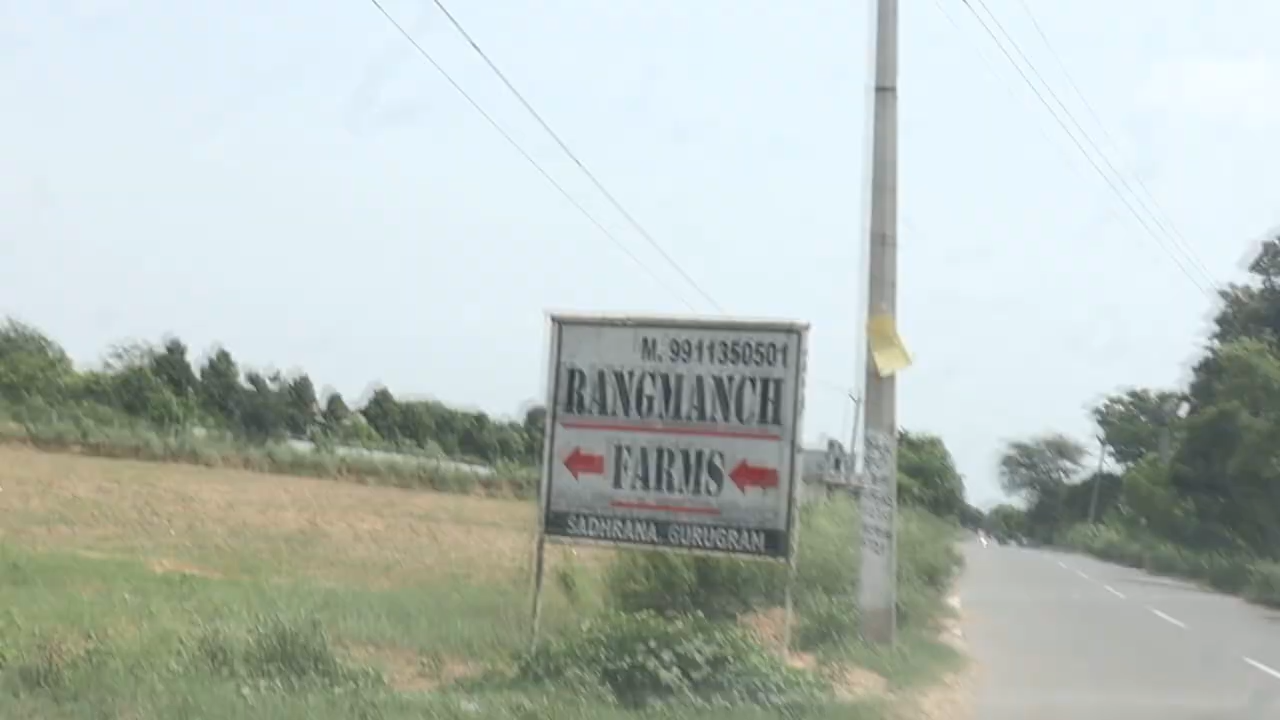 M. 9911350501
RANGMANCH
FARMS
SADHRANA GURUGRAM